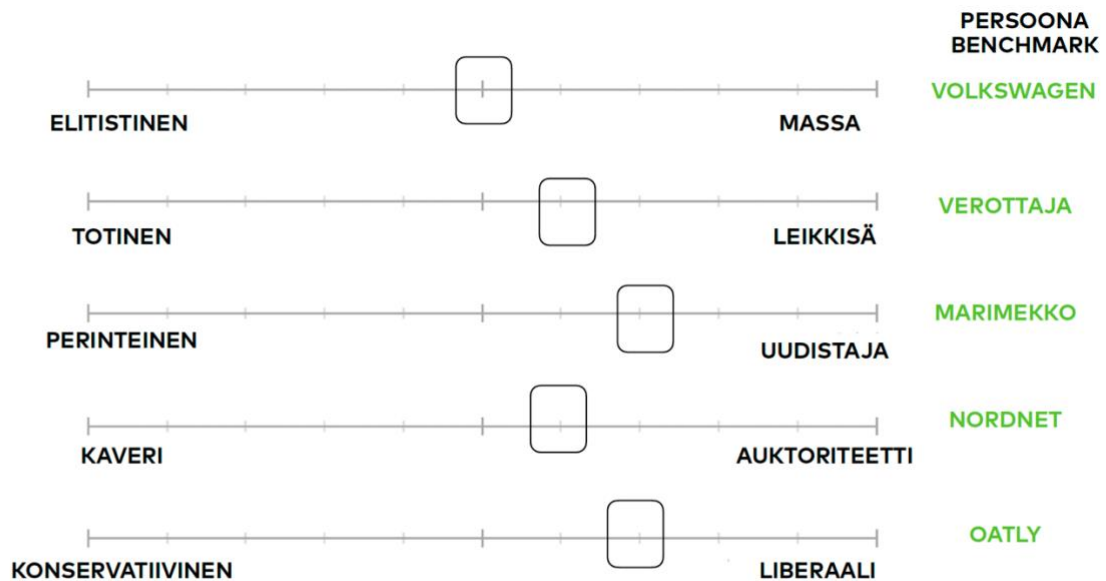 PERSOONA
BENCHMARK
VOLKSWAGEN
ELITISTINEN MASSA
VEROTTAJA
TOTINEN LEIKKISÄ
MARIMEKKO
PERINTEINEN UUDISTAJA
NORDNET
KAVERI AUKTORITEETTI
OATLY
KONSERVATIIVINEN LIBERAALI